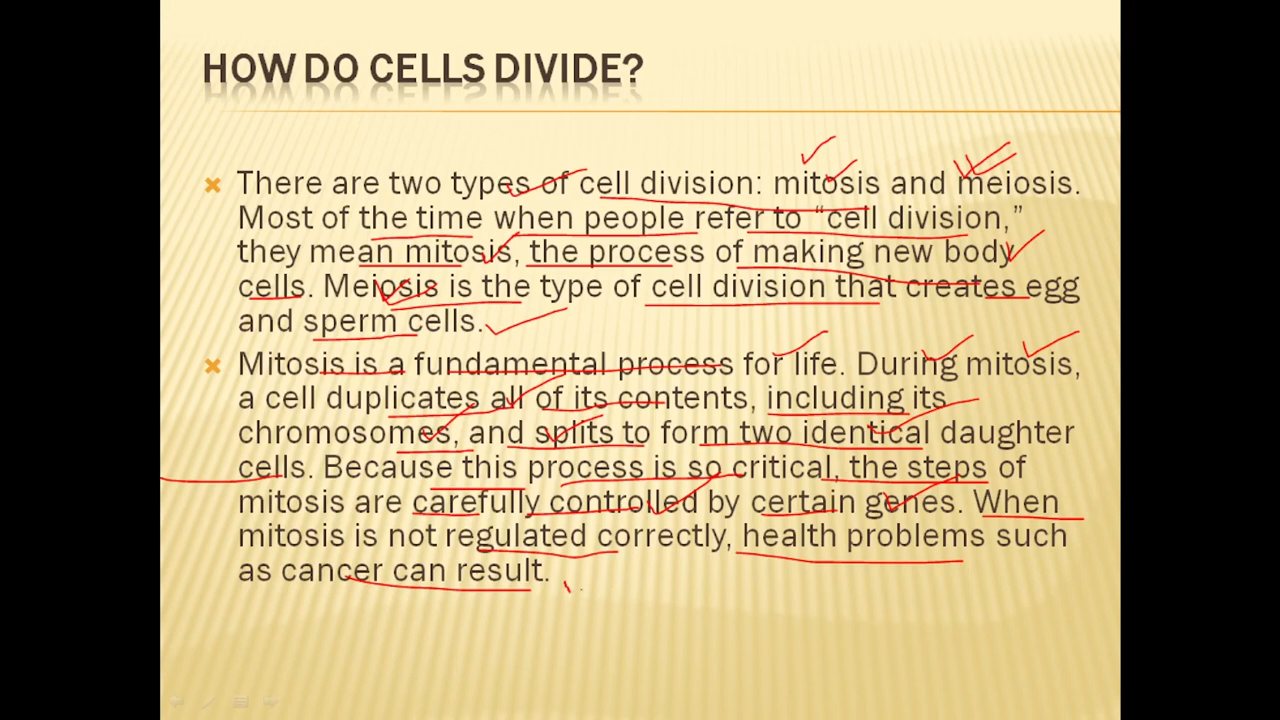 HOW DO CELLS DIVIDE?
There are two types of cell division: mitosis and meiosis.
Most of the time when people refer to “cell division,”
they mean mitosis, the process of making new body
cells. Meiosis is the type of cell division that creates egg
and sperm cells.
Mitosis is a fundamental process for life. During mitosis,
a cell duplicates all of its contents, including its
chromosomes, and splits to form two identical daughter
cells. Because this process is so critical, the steps of
mitosis are carefully controlled by certain genes. When
mitosis is not regulated correctly, health problems such
as cancer can result.